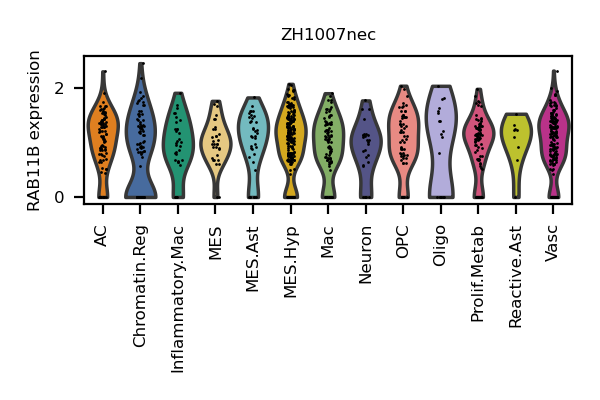 ZH1007nec
RAB11B expression
2
0
AC
Chromatin.Reg
Inflammatory.Mac
MES
MES.Ast
MES.Hyp
Mac
Neuron
OPC
Oligo
Prolif.Metab
Reactive.Ast
Vasc